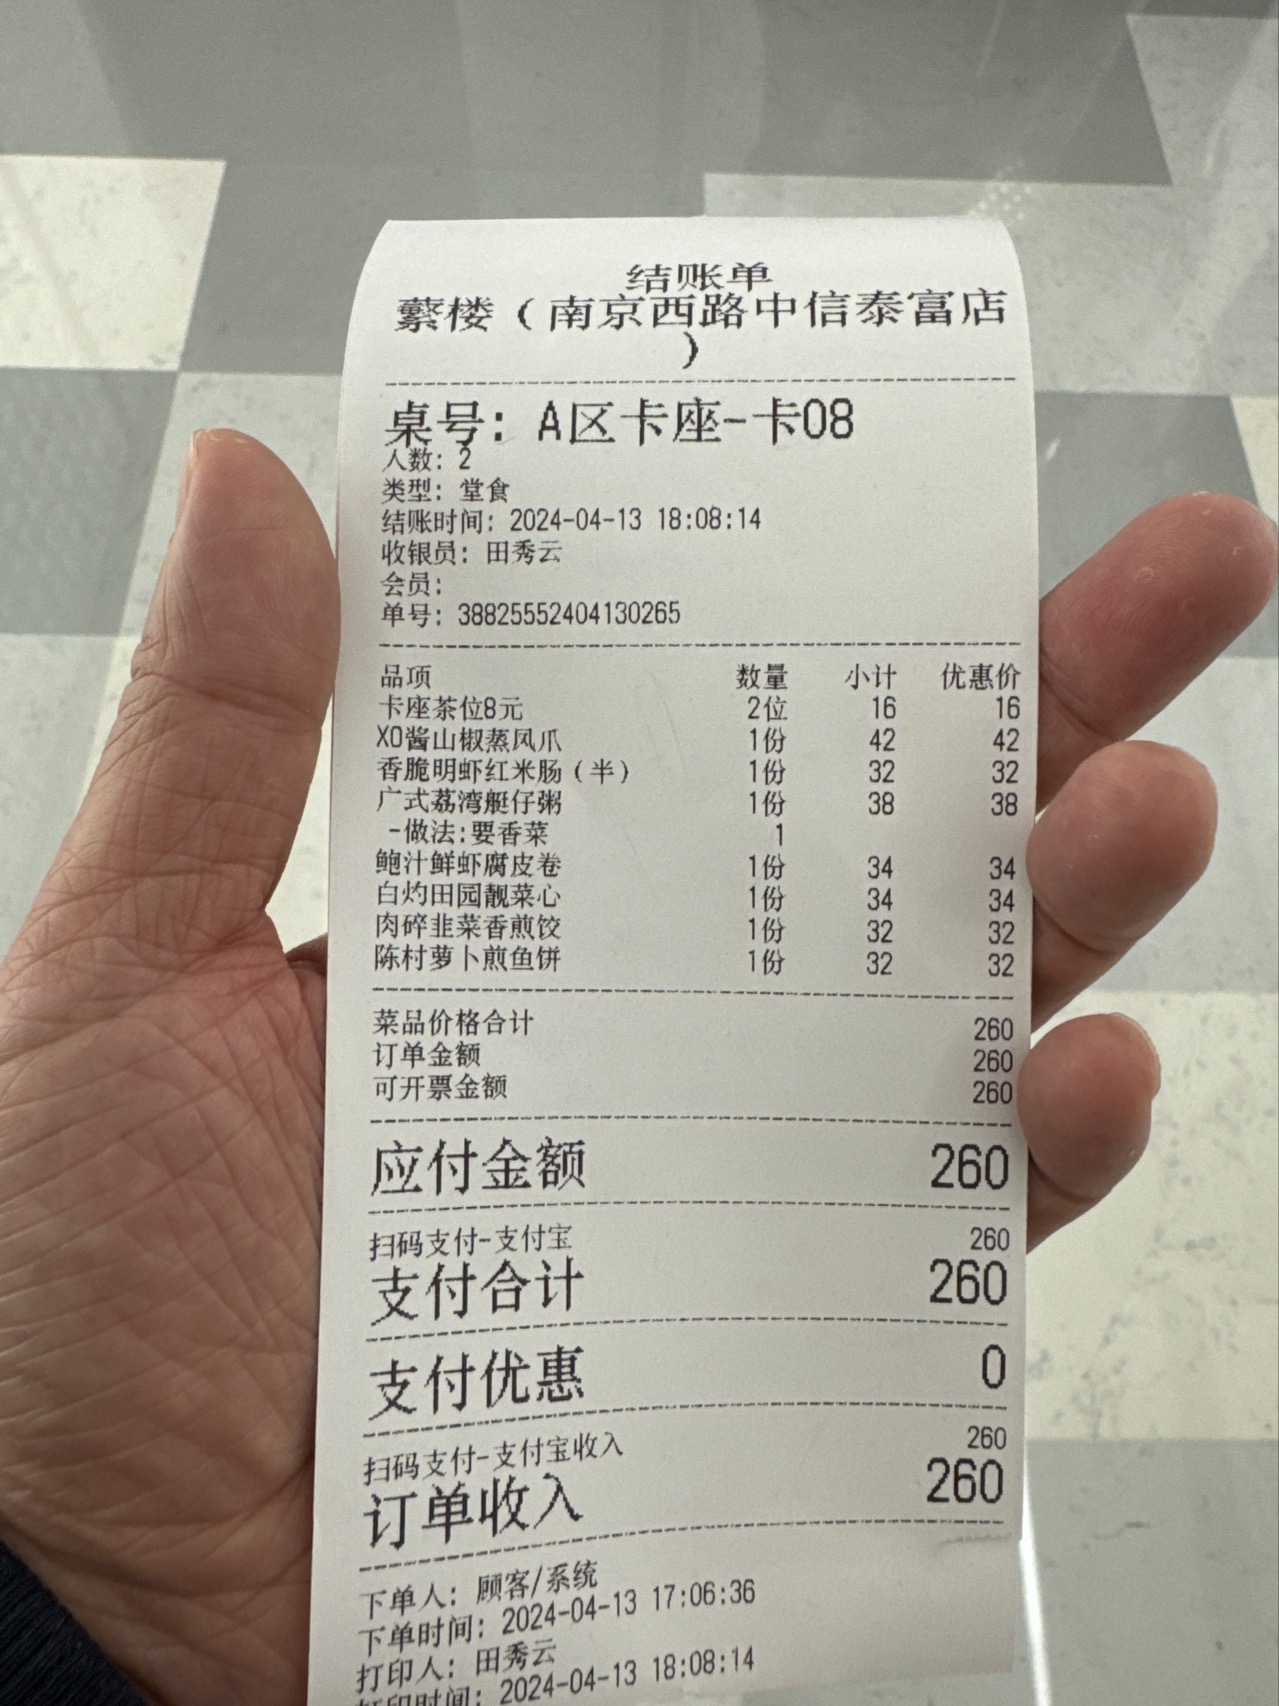 结账单
蘩楼（南京西路中信泰富店
）
桌号: A区卡座-卡08
人数: 2
类型: 堂食
结账时间: 2024-04-13 18:08:14
收银员: 田秀云
会员:
单号: 38825552404130265
品项 数量 小计 优惠价
卡座茶位8元 2位 16 16
XO酱山椒蒸凤爪 1份 42 42
香脆明虾红米肠（半） 1份 32 32
广式荔湾艇仔粥 1份 38 38
-做法:要香菜 1
鲍汁鲜虾腐皮卷 1份 34 34
白灼田园靓菜心 1份 34 34
肉碎韭菜香煎饺 1份 32 32
陈村萝卜煎鱼饼 1份 32 32
菜品价格合计 260
订单金额 260
可开票金额 260
应付金额 260
扫码支付-支付宝 260
支付合计 260
支付优惠 0
扫码支付-支付宝收入 260
订单收入 260
下单人: 顾客/系统
下单时间: 2024-04-13 17:06:36
打印人: 田秀云
打印时间: 2024-04-13 18:08:14